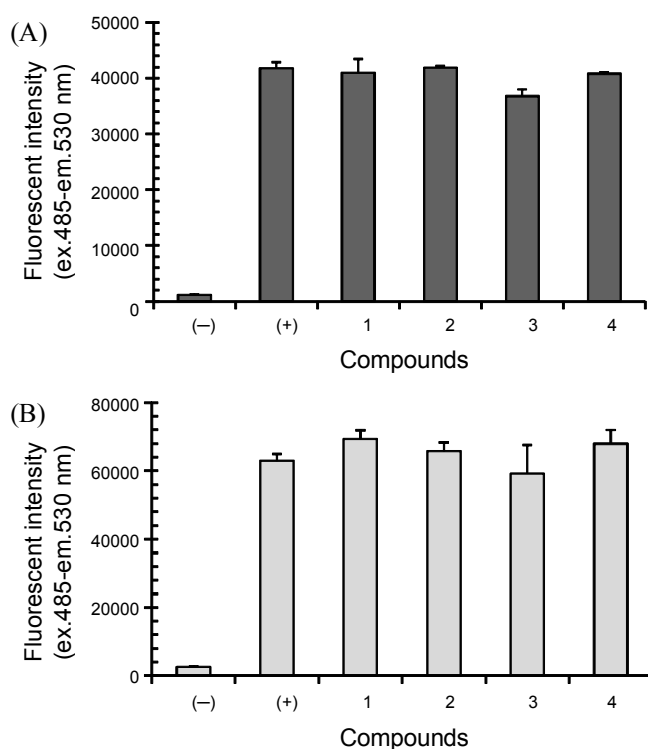 (A)
Fluorescent intensity
(ex.485-em.530 nm)
50000
40000
30000
20000
10000
0
(—) (+) 1 2 3 4
Compounds
(B)
Fluorescent intensity
(ex.485-em.530 nm)
80000
60000
40000
20000
0
(—) (+) 1 2 3 4
Compounds